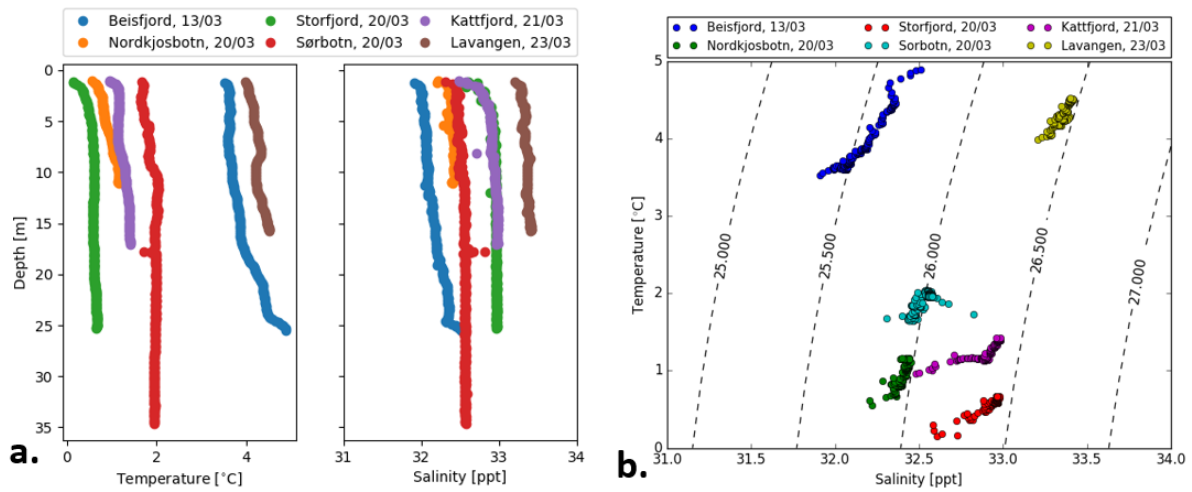 Beisfjord, 13/03 Storfjord, 20/03 Kattfjord, 21/03
Nordkjosbotn, 20/03 Sørbotn, 20/03 Lavangen, 23/03
0
5
10
15
20
25
30
35
Depth [m]
0 2 4
Temperature [°C]
31 32 33 34
Salinity [ppt]
a.
Beisfjord, 13/03 Storfjord, 20/03 Kattfjord, 21/03
Nordkjosbotn, 20/03 Sorbotn, 20/03 Lavangen, 23/03
5
4
3
2
1
0
Temperature [°C]
25.000
25.500
26.000
26.500
27.000
31.0 31.5 32.0 32.5 33.0 33.5 34.0
Salinity [ppt]
b.